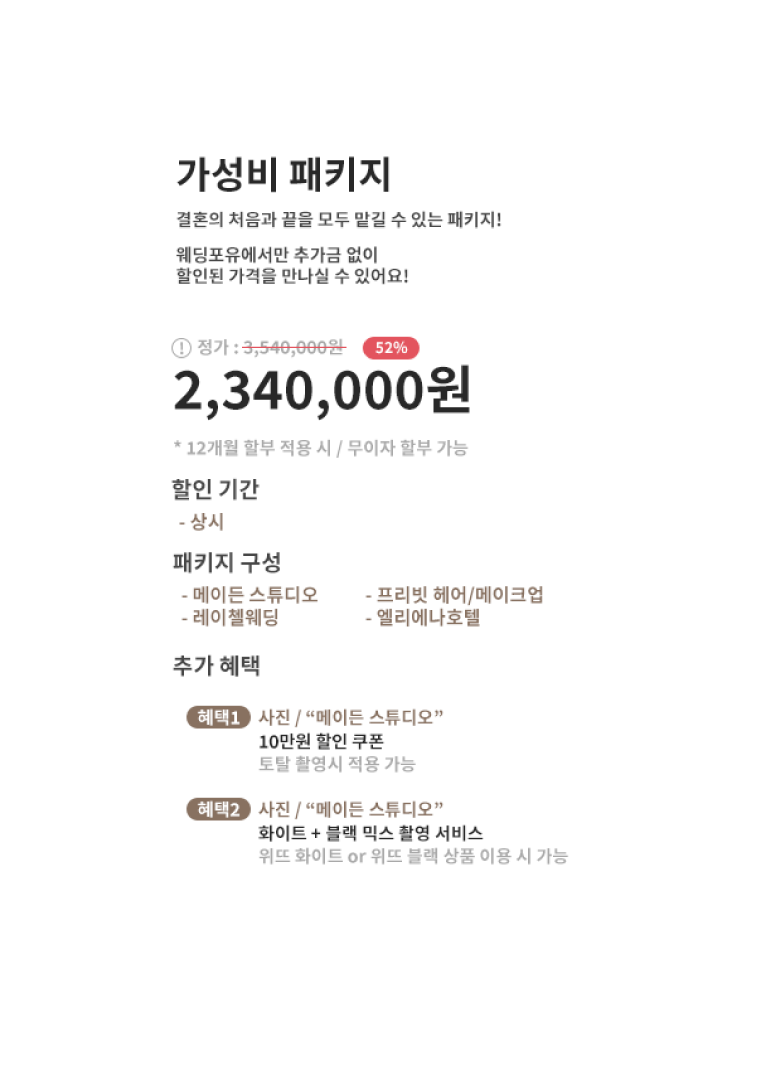 가성비 패키지
결혼의 처음과 끝을 모두 맡길 수 있는 패키지!
웨딩포유에서만 추가금 없이
할인된 가격을 만나실 수 있어요!
! 정가 : 3,540,000원 52%
2,340,000원
* 12개월 할부 적용 시 / 무이자 할부 가능
할인 기간
- 상시
패키지 구성
- 메이든 스튜디오 - 프리빗 헤어/메이크업
- 레이첼웨딩 - 엘리에나호텔
추가 혜택
혜택1 사진 / “메이든 스튜디오”
10만원 할인 쿠폰
토탈 촬영시 적용 가능
혜택2 사진 / “메이든 스튜디오”
화이트 + 블랙 믹스 촬영 서비스
위뜨 화이트 or 위뜨 블랙 상품 이용 시 가능